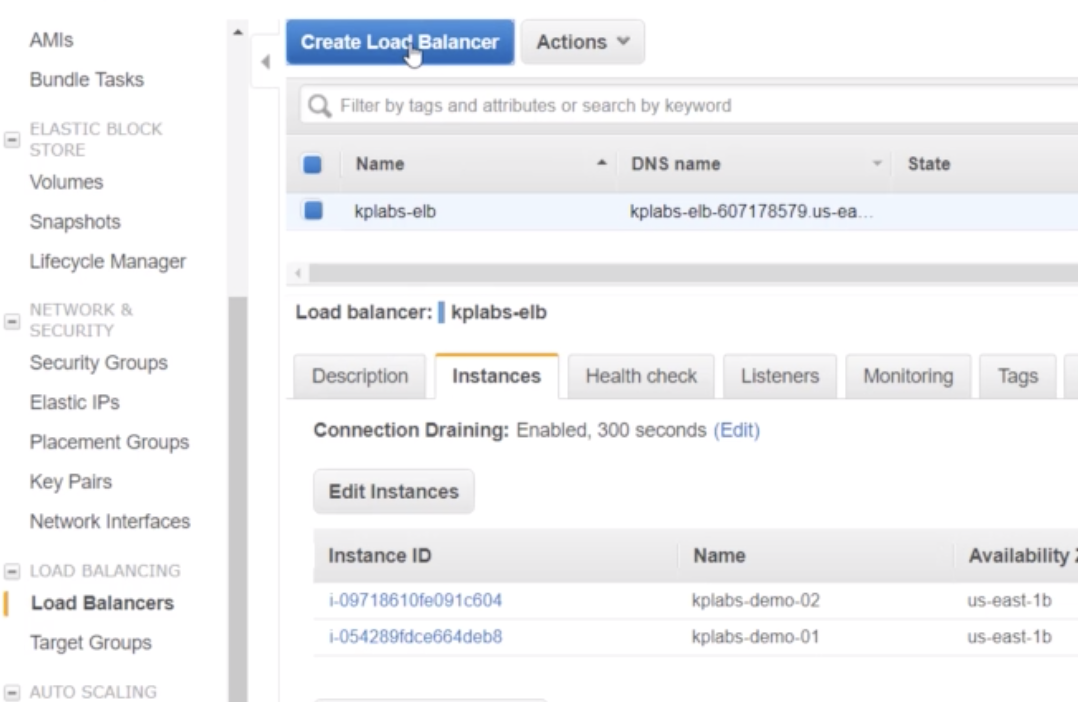 AMIs
Bundle Tasks
ELASTIC BLOCK
STORE
Volumes
Snapshots
Lifecycle Manager
NETWORK &
SECURITY
Security Groups
Elastic IPs
Placement Groups
Key Pairs
Network Interfaces
LOAD BALANCING
Load Balancers
Target Groups
AUTO SCALING
Create Load Balancer Actions
Filter by tags and attributes or search by keyword
Name DNS name State
kplabs-elb kplabs-elb-607178579.us-ea...
Load balancer: kplabs-elb
Description Instances Health check Listeners Monitoring Tags
Connection Draining: Enabled, 300 seconds (Edit)
Edit Instances
Instance ID Name Availability
i-09718610fe091c604 kplabs-demo-02 us-east-1b
i-054289fdce664deb8 kplabs-demo-01 us-east-1b